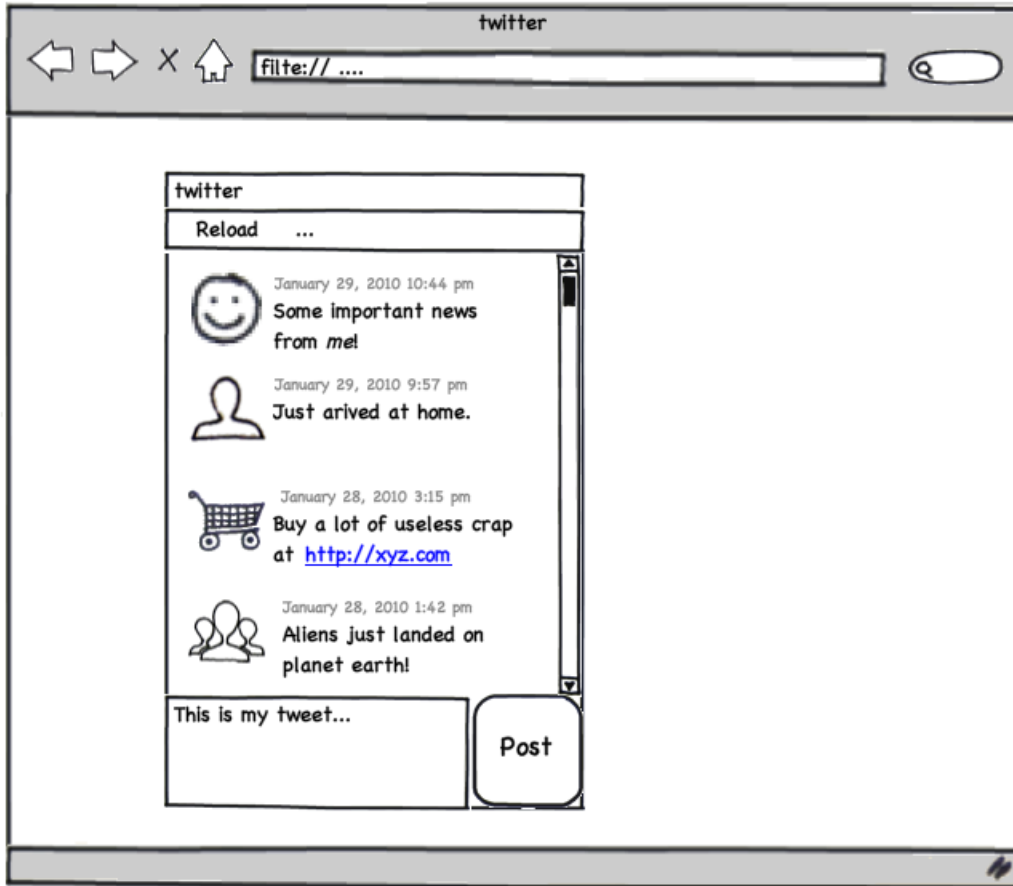 twitter
filte:// ....
twitter
Reload ...
January 29, 2010 10:44 pm
Some important news
from me!
January 29, 2010 9:57 pm
Just arived at home.
January 28, 2010 3:15 pm
Buy a lot of useless crap
at http://xyz.com
January 28, 2010 1:42 pm
Aliens just landed on
planet earth!
This is my tweet...
Post